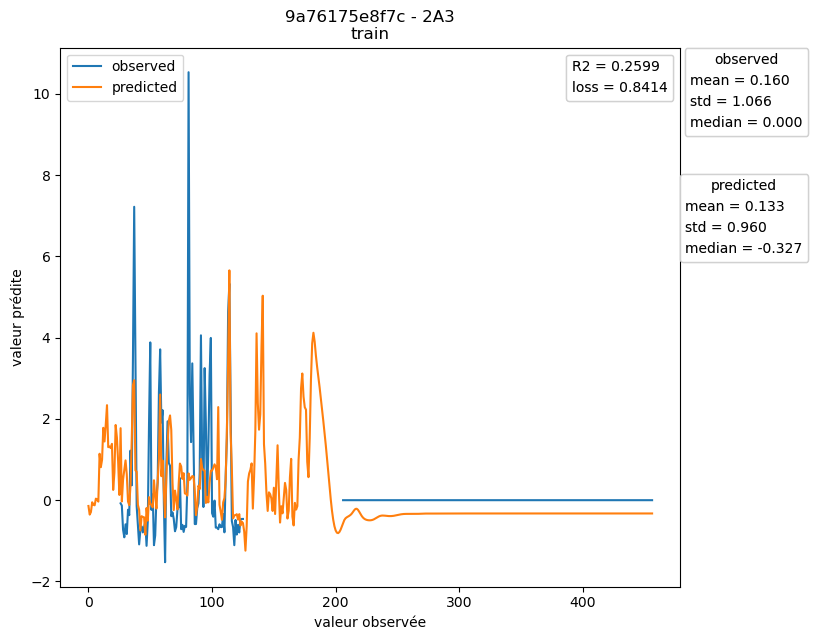 9a76175e8f7c - 2A3
train
observed
predicted
R2 = 0.2599
loss = 0.8414
observed
mean = 0.160
std = 1.066
median = 0.000
predicted
mean = 0.133
std = 0.960
median = -0.327
valeur prédite
10
8
6
4
2
0
−2
0
100
200
300
400
valeur observée